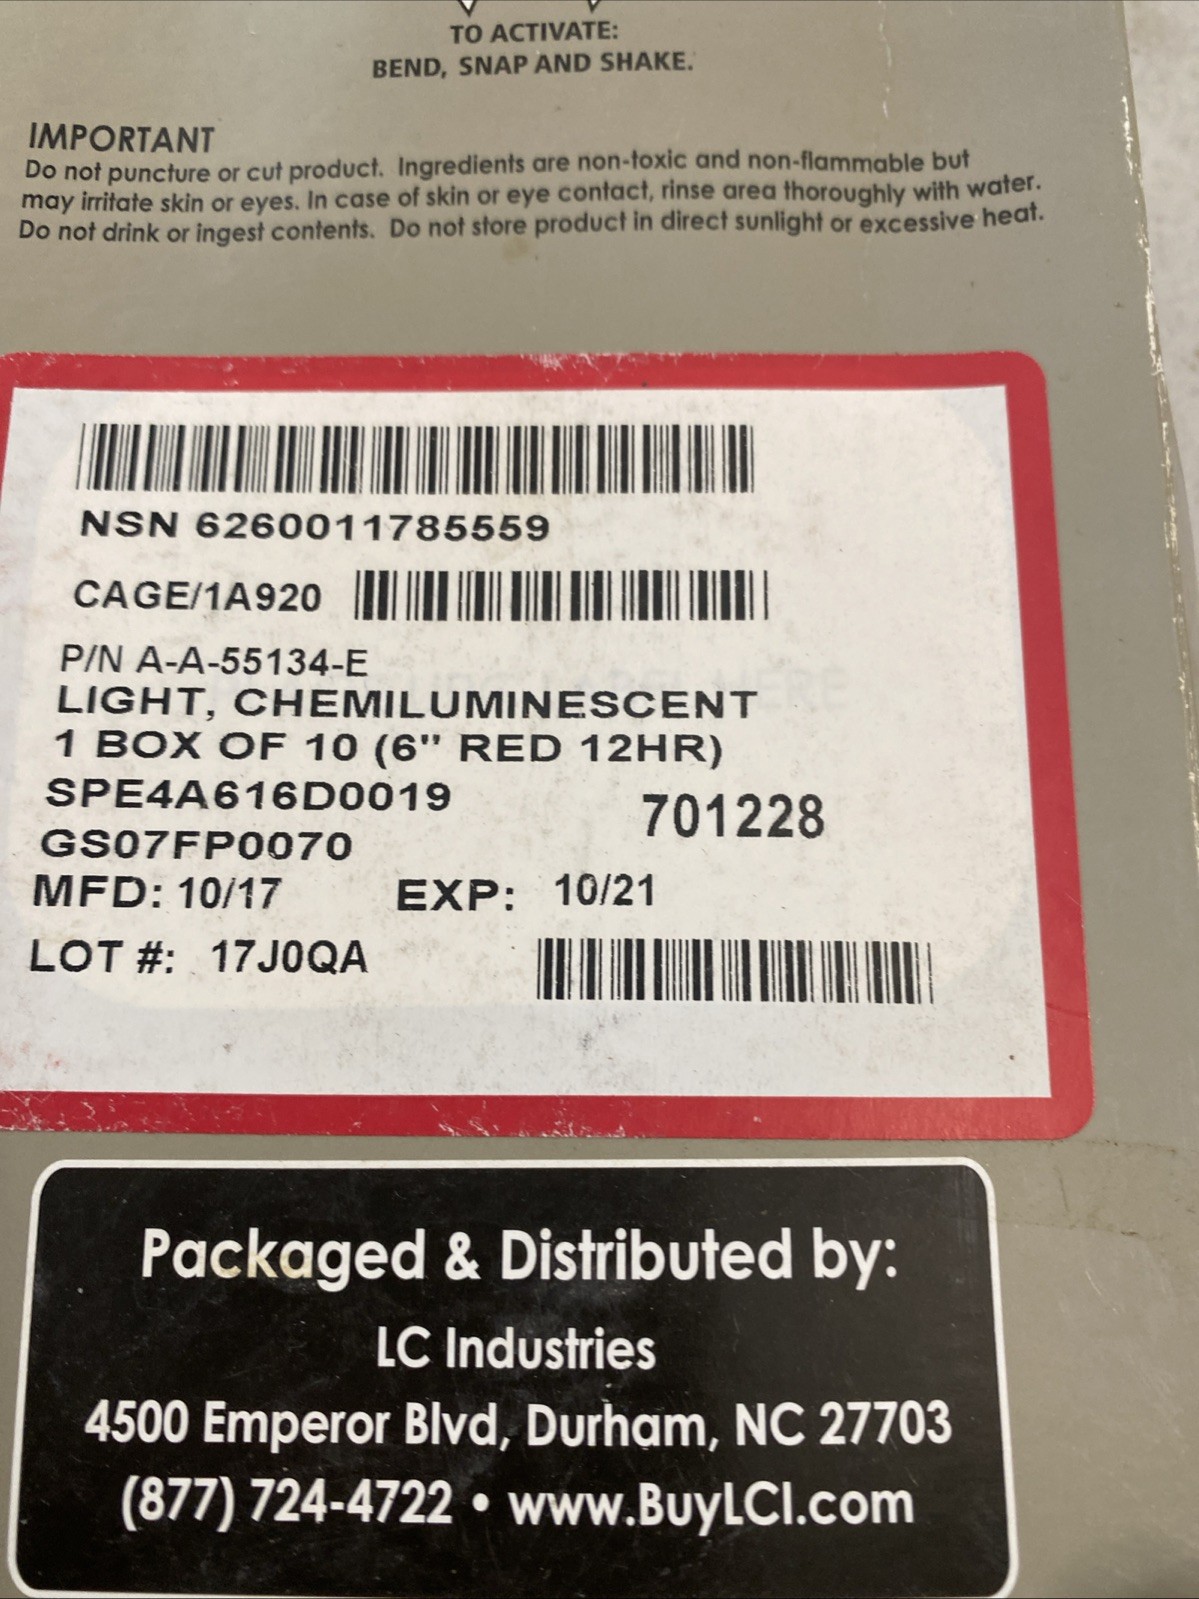 TO ACTIVATE:
BEND, SNAP AND SHAKE.
IMPORTANT
Do not puncture or cut product. Ingredients are non-toxic and non-flammable but
may irritate skin or eyes. In case of skin or eye contact, rinse area thoroughly with water.
Do not drink or ingest contents. Do not store product in direct sunlight or excessive heat.
NSN 6260011785559
CAGE/1A920
P/N A-A-55134-E
LIGHT, CHEMILUMINESCENT
1 BOX OF 10 (6" RED 12HR)
SPE4A616D0019
701228
GS07FP0070
MFD: 10/17 EXP: 10/21
LOT #: 17J0QA
Packaged & Distributed by:
LC Industries
4500 Emperor Blvd, Durham, NC 27703
(877) 724-4722 • www.BuyLCI.com